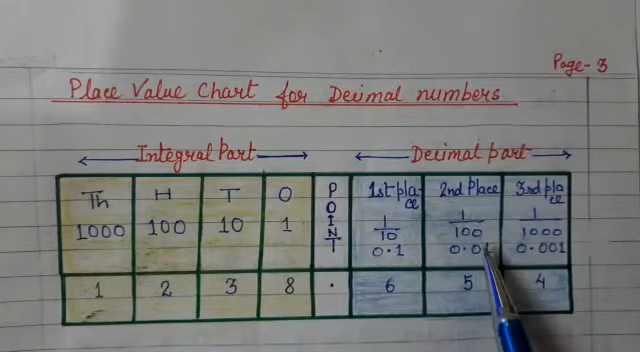 Page-3
Place Value Chart for Decimal numbers
Integral Part Decimal part
Th H T O POINT 1st place 2nd Place 3rd place
1000 100 10 1 1/10 1/100 1/1000
0.1 0.01 0.001
1 2 3 8 . 6 5 4